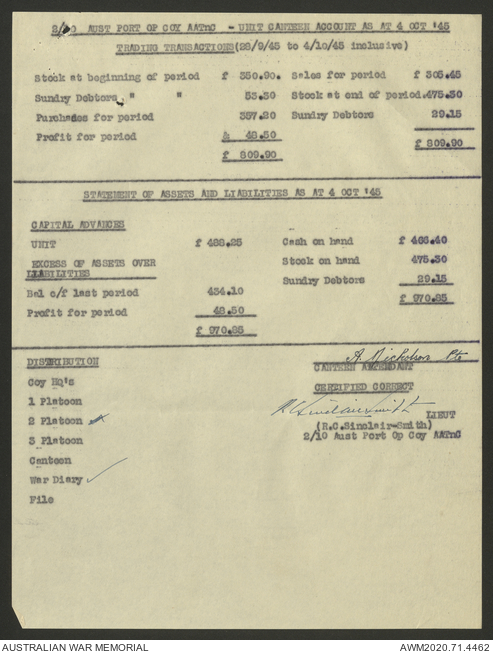 2/10 AUST PORT OP COY AATnC - UNIT CANTEEN ACCOUNT AS AT 4 OCT '45
TRADING TRANSACTIONS(28/9/45 to 4/10/45 inclusive)
Stock at beginning of period f 350.90. Sales for period f 305.45
Sundry Debtors " " 53.30 Stock at end of period.475.30
Purchases for period 357.20 Sundry Debtors 29.15
Profit for period & 48.50
f 809.90 f 809.90
STATEMENT OF ASSETS AND LIABILITIES AS AT 4 OCT '45
CAPITAL ADVANCES
UNIT f 488.25 Cash on hand f 466.40
EXCESS OF ASSETS OVER Stock on hand 475.30
LIABILITIES Sundry Debtors 29.15
Bal c/f last period 434.10 f 970.85
Profit for period 48.50
f 970.85
DISTRIBUTION A. Nicholson Pte
Coy HQ's CANTEEN ATTENDANT
1 Platoon CERTIFIED CORRECT
2 Platoon R C Sinclair Smith LIEUT
3 Platoon (R.C.Sinclair-Smith)
Canteen 2/10 Aust Port Op Coy AATnC
War Diary
File
AUSTRALIAN WAR MEMORIAL AWM2020.71.4462